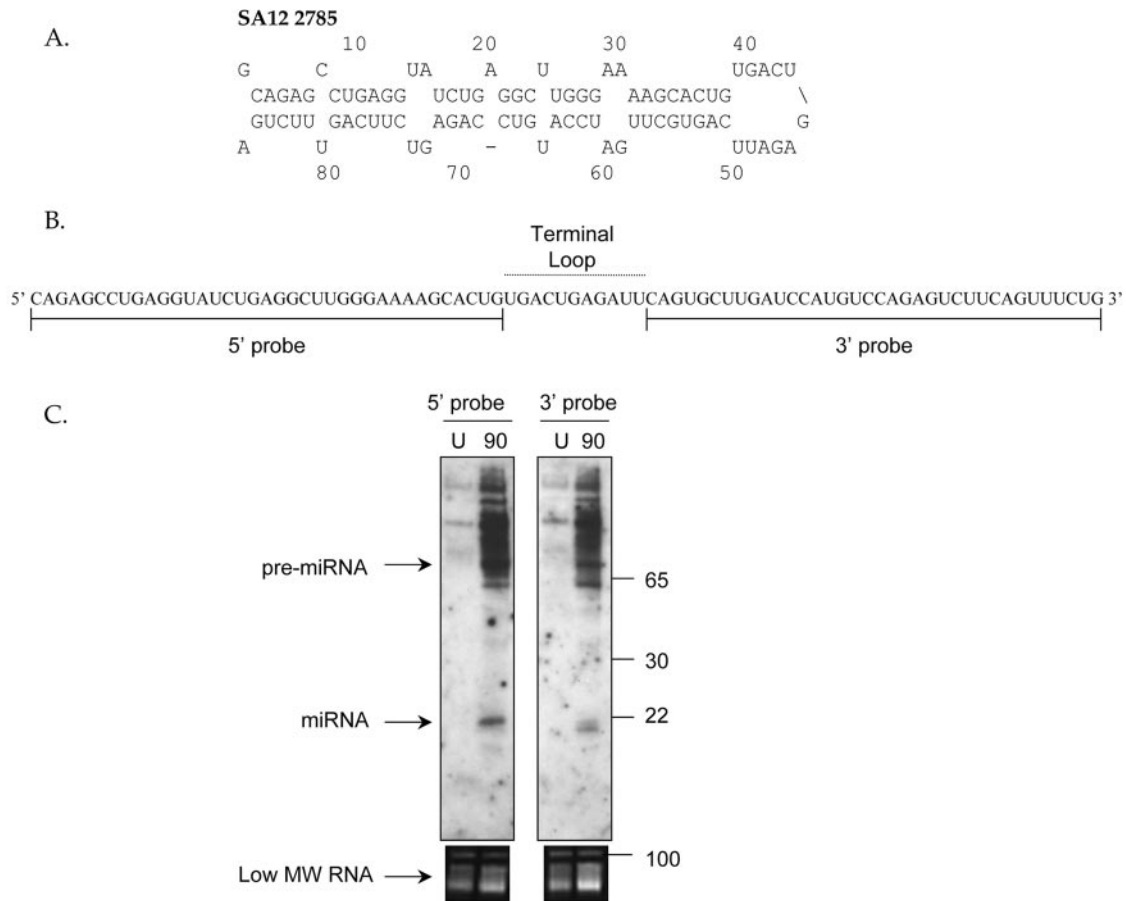 SA12 2785
A.
10 20 30 40
G C UA A U AA UGACU
CAGAG CUGAGG UCUG GGC UGGG AAGCACUG \
GUCUU GACUUC AGAC CUG ACCU UUCGUGAC G
A U UG - U AG UUAGA
80 70 60 50
B.
Terminal
Loop
5' CAGAGCCUGAGGUAUCUGAGGCUUGGGAAAAGCACUGUGACUGAGAUUCAGUGCUUGAUCCAUGUCCAGAGUCUUCAGUUUCUG 3'
5' probe 3' probe
C.
5' probe 3' probe
U 90 U 90
pre-miRNA
65
30
miRNA
22
100
Low MW RNA